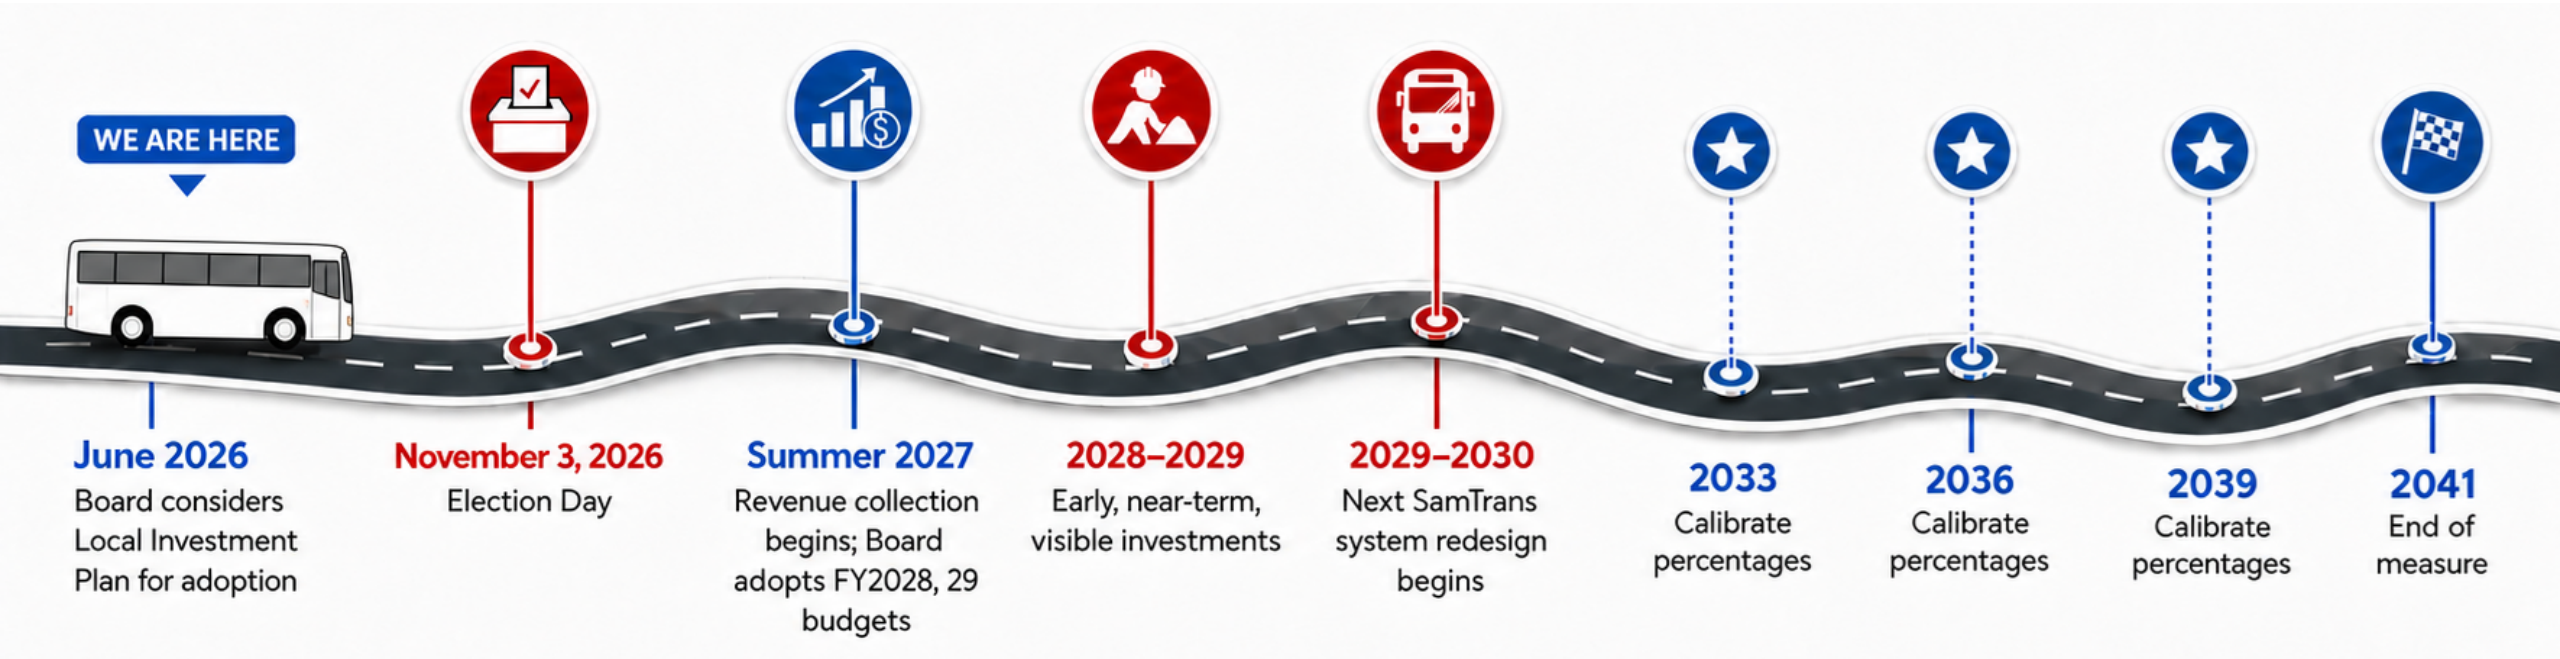 WE ARE HERE
$
June 2026
Board considers
Local Investment
Plan for adoption
November 3, 2026
Election Day
Summer 2027
Revenue collection
begins; Board
adopts FY2028, 29
budgets
2028–2029
Early, near-term,
visible investments
2029–2030
Next SamTrans
system redesign
begins
2033
Calibrate
percentages
2036
Calibrate
percentages
2039
Calibrate
percentages
2041
End of
measure